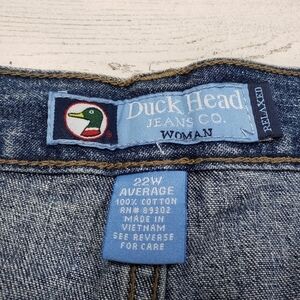 Duck Head
JEANS CO.
WOMAN
RELAXED
22W
AVERAGE
100% COTTON
RN# 89302
MADE IN
VIETNAM
SEE REVERSE
FOR CARE